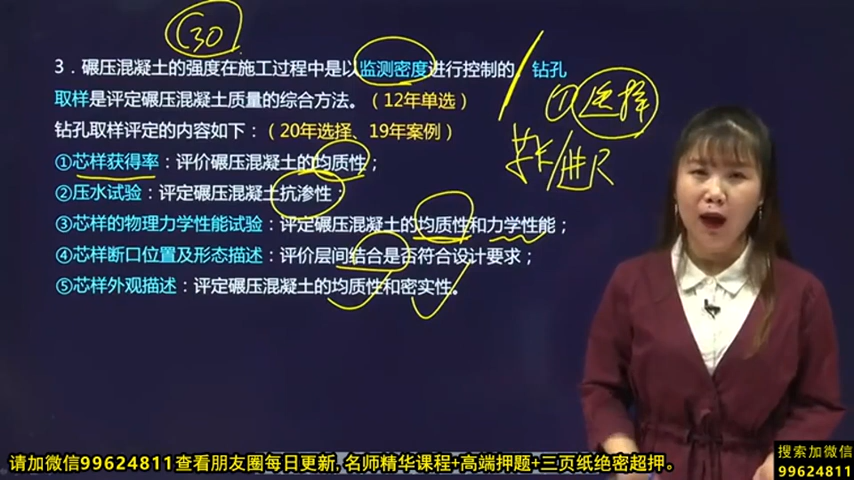 30
3．碾压混凝土的强度在施工过程中是以监测密度进行控制的，钻孔
取样是评定碾压混凝土质量的综合方法。（12年单选）
①选择
钻孔取样评定的内容如下：（20年选择、19年案例）
①芯样获得率：评价碾压混凝土的均质性；
②压水试验：评定碾压混凝土抗渗性；
③芯样的物理力学性能试验：评定碾压混凝土的均质性和力学性能；
④芯样断口位置及形态描述：评价层间结合是否符合设计要求；
⑤芯样外观描述：评定碾压混凝土的均质性和密实性。
请加微信99624811查看朋友圈每日更新,名师精华课程+高端押题+三页纸绝密超押。
搜索加微信
99624811